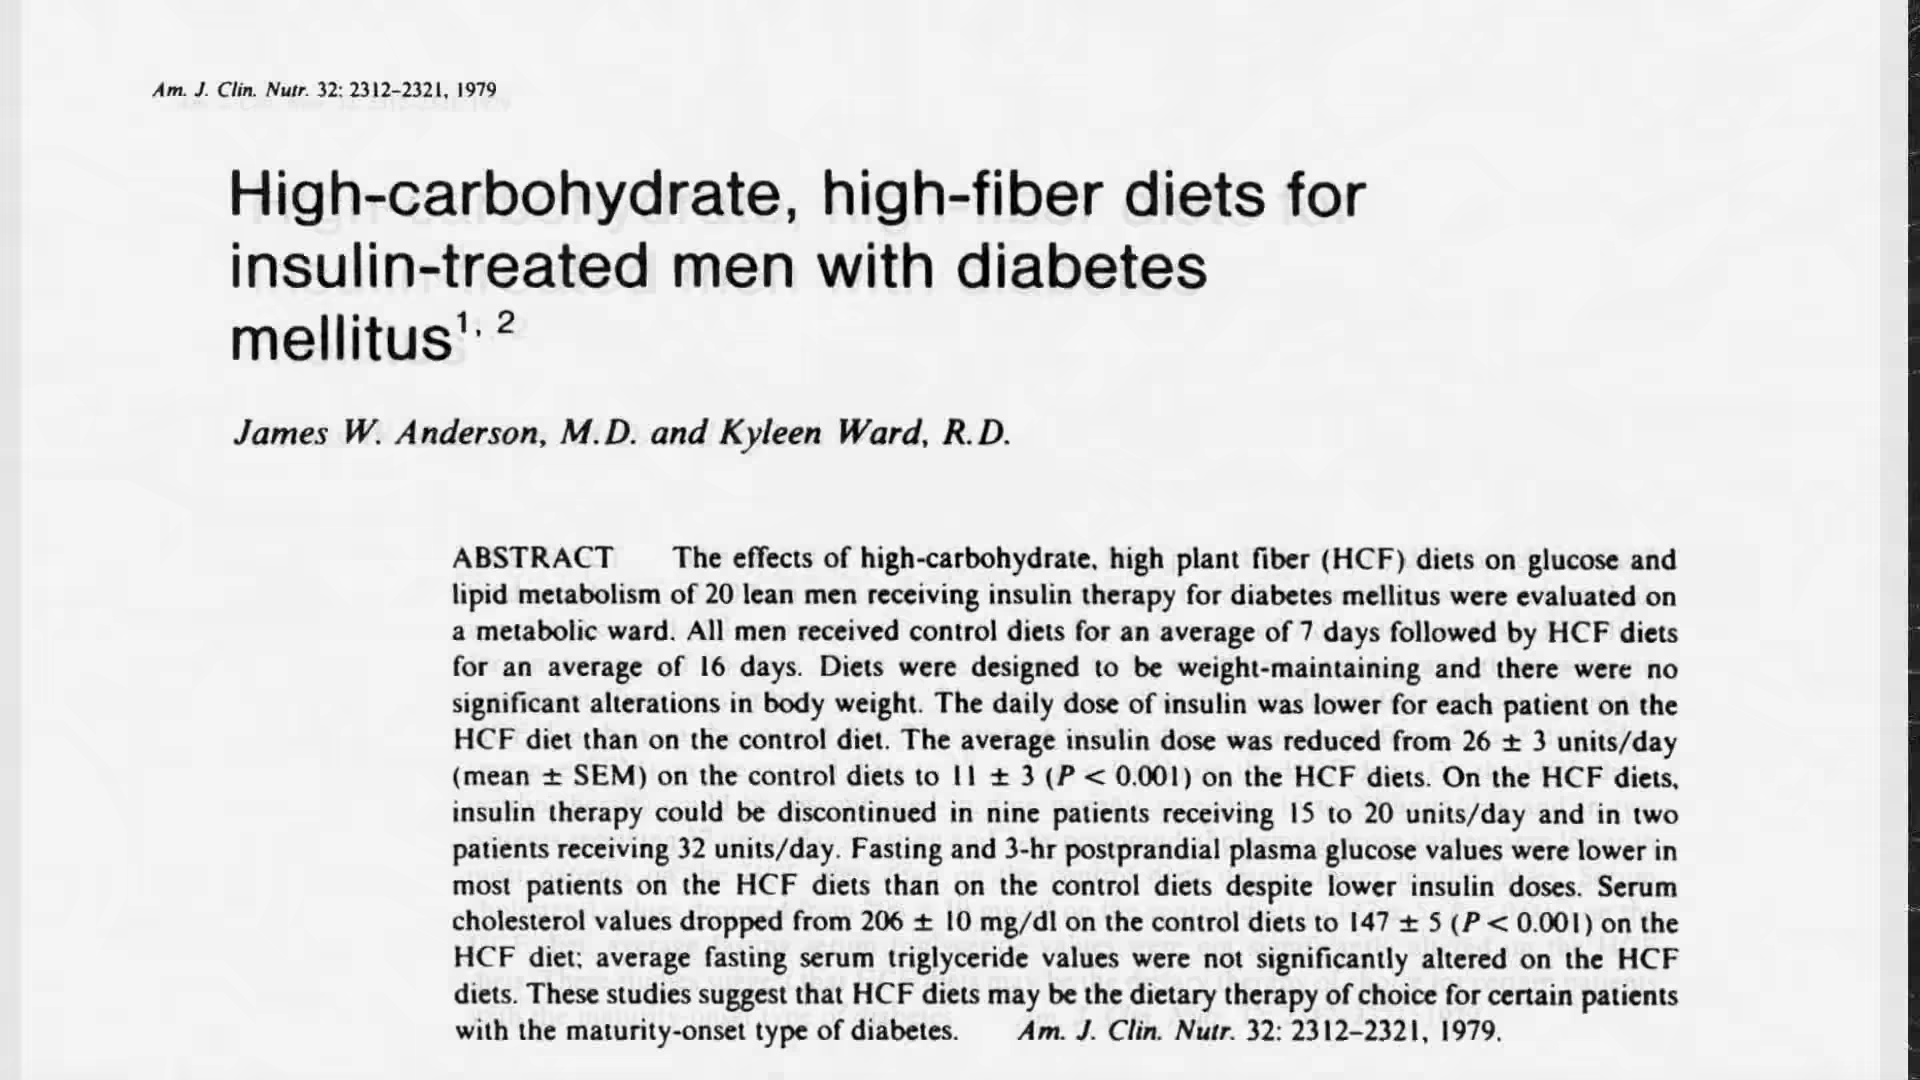 Am. J. Clin. Nutr. 32: 2312–2321, 1979
High-carbohydrate, high-fiber diets for
insulin-treated men with diabetes
mellitus1, 2
James W. Anderson, M.D. and Kyleen Ward, R.D.
ABSTRACT The effects of high-carbohydrate, high plant fiber (HCF) diets on glucose and
lipid metabolism of 20 lean men receiving insulin therapy for diabetes mellitus were evaluated on
a metabolic ward. All men received control diets for an average of 7 days followed by HCF diets
for an average of 16 days. Diets were designed to be weight-maintaining and there were no
significant alterations in body weight. The daily dose of insulin was lower for each patient on the
HCF diet than on the control diet. The average insulin dose was reduced from 26 ± 3 units/day
(mean ± SEM) on the control diets to 11 ± 3 (P < 0.001) on the HCF diets. On the HCF diets,
insulin therapy could be discontinued in nine patients receiving 15 to 20 units/day and in two
patients receiving 32 units/day. Fasting and 3-hr postprandial plasma glucose values were lower in
most patients on the HCF diets than on the control diets despite lower insulin doses. Serum
cholesterol values dropped from 206 ± 10 mg/dl on the control diets to 147 ± 5 (P < 0.001) on the
HCF diet; average fasting serum triglyceride values were not significantly altered on the HCF
diets. These studies suggest that HCF diets may be the dietary therapy of choice for certain patients
with the maturity-onset type of diabetes. Am. J. Clin. Nutr. 32: 2312–2321, 1979.